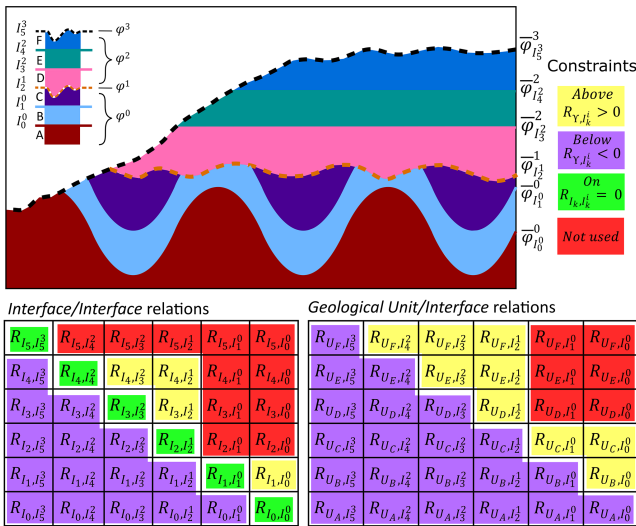 I₅³ φ³
F
I₄² φ²
E
I₃²
D
I₂¹ φ¹
C
I₁⁰ φ⁰
B
I₀⁰
A
φ̅³_{I₅³}
φ̅²_{I₄²}
φ̅²_{I₃²}
φ̅¹_{I₂¹}
φ̅⁰_{I₁⁰}
φ̅⁰_{I₀⁰}
Constraints
Above
R_{Υ,I_k^i} > 0
Below
R_{Υ,I_k^i} < 0
On
R_{I_k,I_k^i} = 0
Not used
Interface/Interface relations
R_{I₅,I₅³} R_{I₅,I₄²} R_{I₅,I₃²} R_{I₅,I₂¹} R_{I₅,I₁⁰} R_{I₅,I₀⁰}
R_{I₄,I₅³} R_{I₄,I₄²} R_{I₄,I₃²} R_{I₄,I₂¹} R_{I₄,I₁⁰} R_{I₄,I₀⁰}
R_{I₃,I₅³} R_{I₃,I₄²} R_{I₃,I₃²} R_{I₃,I₂¹} R_{I₃,I₁⁰} R_{I₃,I₀⁰}
R_{I₂,I₅³} R_{I₂,I₄²} R_{I₂,I₃²} R_{I₂,I₂¹} R_{I₂,I₁⁰} R_{I₂,I₀⁰}
R_{I₁,I₅³} R_{I₁,I₄²} R_{I₁,I₃²} R_{I₁,I₂¹} R_{I₁,I₁⁰} R_{I₁,I₀⁰}
R_{I₀,I₅³} R_{I₀,I₄²} R_{I₀,I₃²} R_{I₀,I₂¹} R_{I₀,I₁⁰} R_{I₀,I₀⁰}
Geological Unit/Interface relations
R_{U_F,I₅³} R_{U_F,I₄²} R_{U_F,I₃²} R_{U_F,I₂¹} R_{U_F,I₁⁰} R_{U_F,I₀⁰}
R_{U_E,I₅³} R_{U_E,I₄²} R_{U_E,I₃²} R_{U_E,I₂¹} R_{U_E,I₁⁰} R_{U_E,I₀⁰}
R_{U_D,I₅³} R_{U_D,I₄²} R_{U_D,I₃²} R_{U_D,I₂¹} R_{U_D,I₁⁰} R_{U_D,I₀⁰}
R_{U_C,I₅³} R_{U_C,I₄²} R_{U_C,I₃²} R_{U_C,I₂¹} R_{U_C,I₁⁰} R_{U_C,I₀⁰}
R_{U_B,I₅³} R_{U_B,I₄²} R_{U_B,I₃²} R_{U_B,I₂¹} R_{U_B,I₁⁰} R_{U_B,I₀⁰}
R_{U_A,I₅³} R_{U_A,I₄²} R_{U_A,I₃²} R_{U_A,I₂¹} R_{U_A,I₁⁰} R_{U_A,I₀⁰}